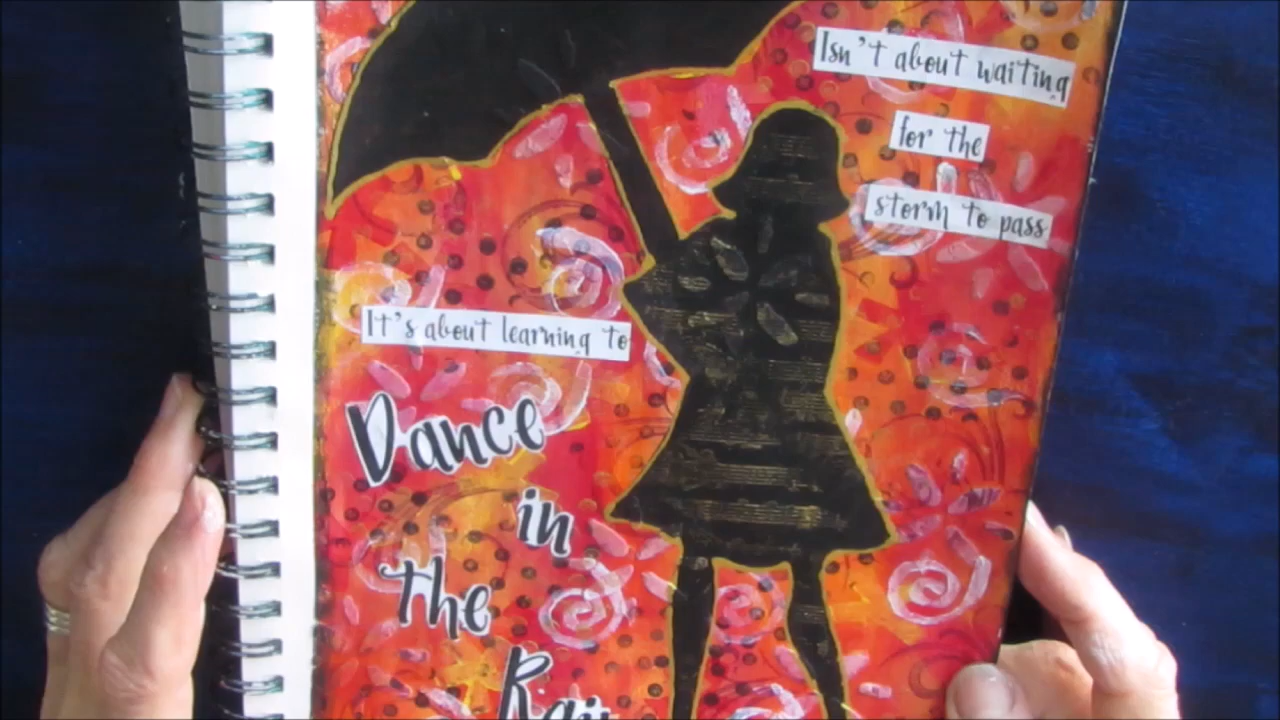 Isn't about waiting
for the
storm to pass
It's about learning to
Dance
in
the